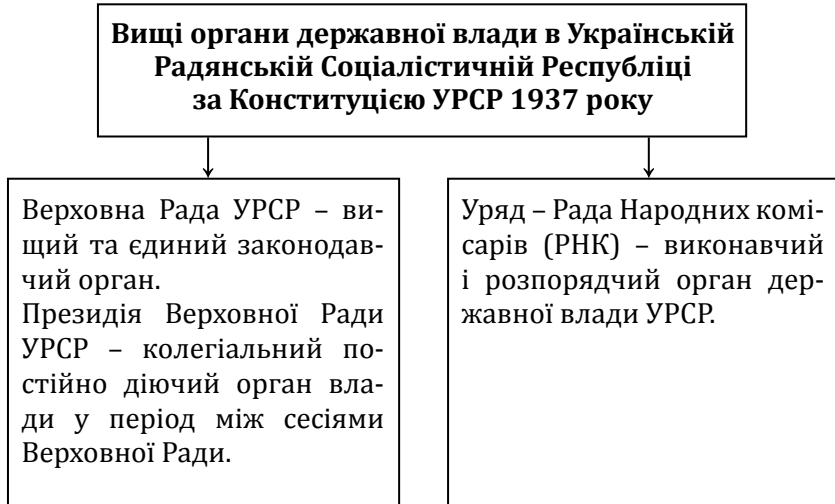 Вищі органи державної влади в Українській
Радянській Соціалістичній Республіці
за Конституцією УРСР 1937 року
Верховна Рада УРСР – ви-
щий та єдиний законодав-
чий орган.
Президія Верховної Ради
УРСР – колегіальний по-
стійно діючий орган вла-
ди у період між сесіями
Верховної Ради.
Уряд – Рада Народних комі-
сарів (РНК) – виконавчий
і розпорядчий орган дер-
жавної влади УРСР.